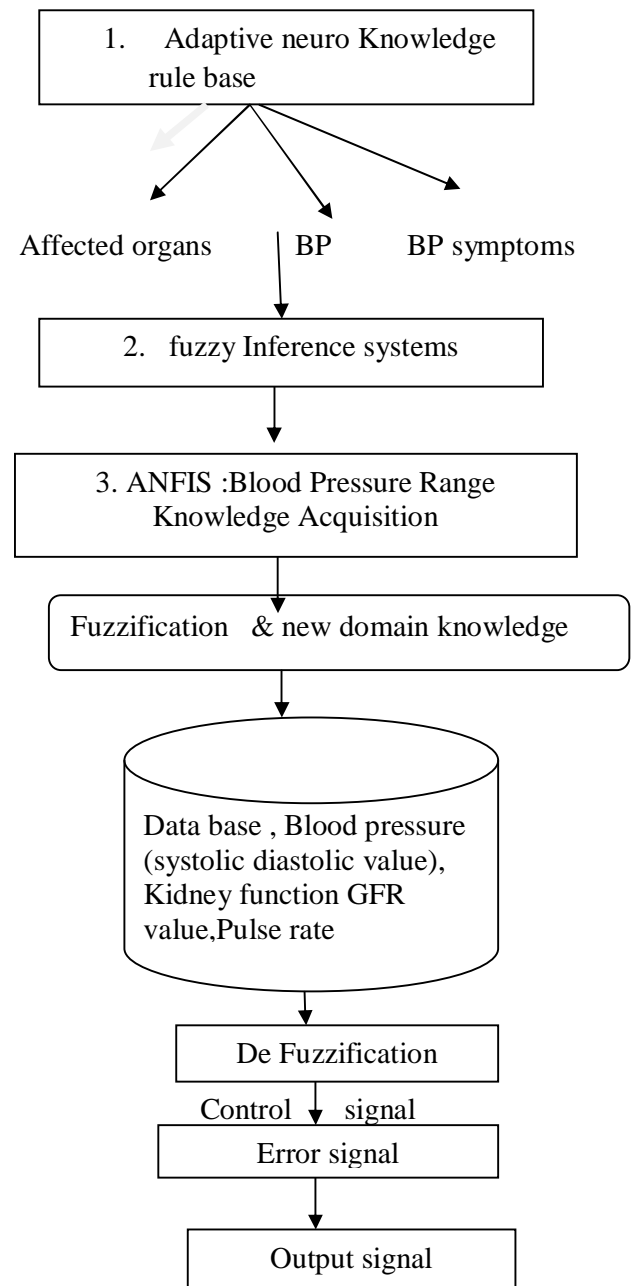 1. Adaptive neuro Knowledge
rule base
Affected organs BP BP symptoms
2. fuzzy Inference systems
3. ANFIS :Blood Pressure Range
Knowledge Acquisition
Fuzzification & new domain knowledge
Data base , Blood pressure
(systolic diastolic value),
Kidney function GFR
value,Pulse rate
De Fuzzification
Control signal
Error signal
Output signal